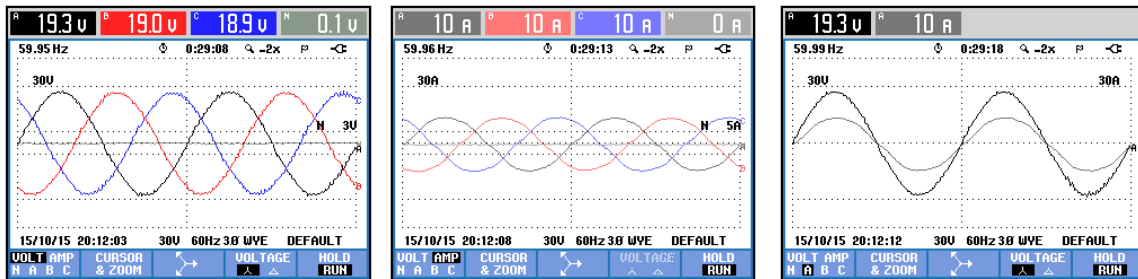 A 19.3 V B 19.0 V C 18.9 V N 0.1 V
59.95 Hz 0:29:08 -2x P
30V
C
N 3V
A
B
15/10/15 20:12:03 30V 60Hz 3Ø WYE DEFAULT
VOLT AMP CURSOR VOLTAGE HOLD
N A B C & ZOOM RUN
A 10 A B 10 A C 10 A N 0 A
59.96 Hz 0:29:13 -2x P
30A
C
N 5A
A
B
15/10/15 20:12:08 30V 60Hz 3Ø WYE DEFAULT
VOLT AMP CURSOR VOLTAGE HOLD
N A B C & ZOOM RUN
A 19.3 V A 10 A
59.99 Hz 0:29:18 -2x P
30V 30A
A
15/10/15 20:12:12 30V 60Hz 3Ø WYE DEFAULT
VOLT AMP CURSOR VOLTAGE HOLD
N A B C & ZOOM RUN